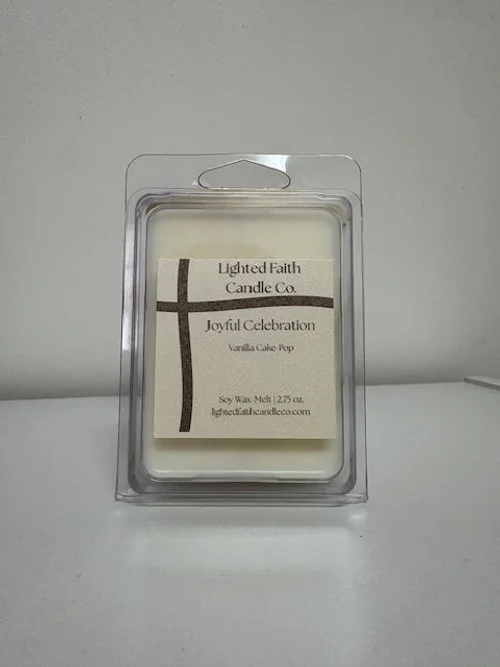 Lighted Faith
Candle Co.
Joyful Celebration
Vanilla Cake-Pop
Soy Wax-Melt | 2.75 oz.
lightedfaithcandleco.com